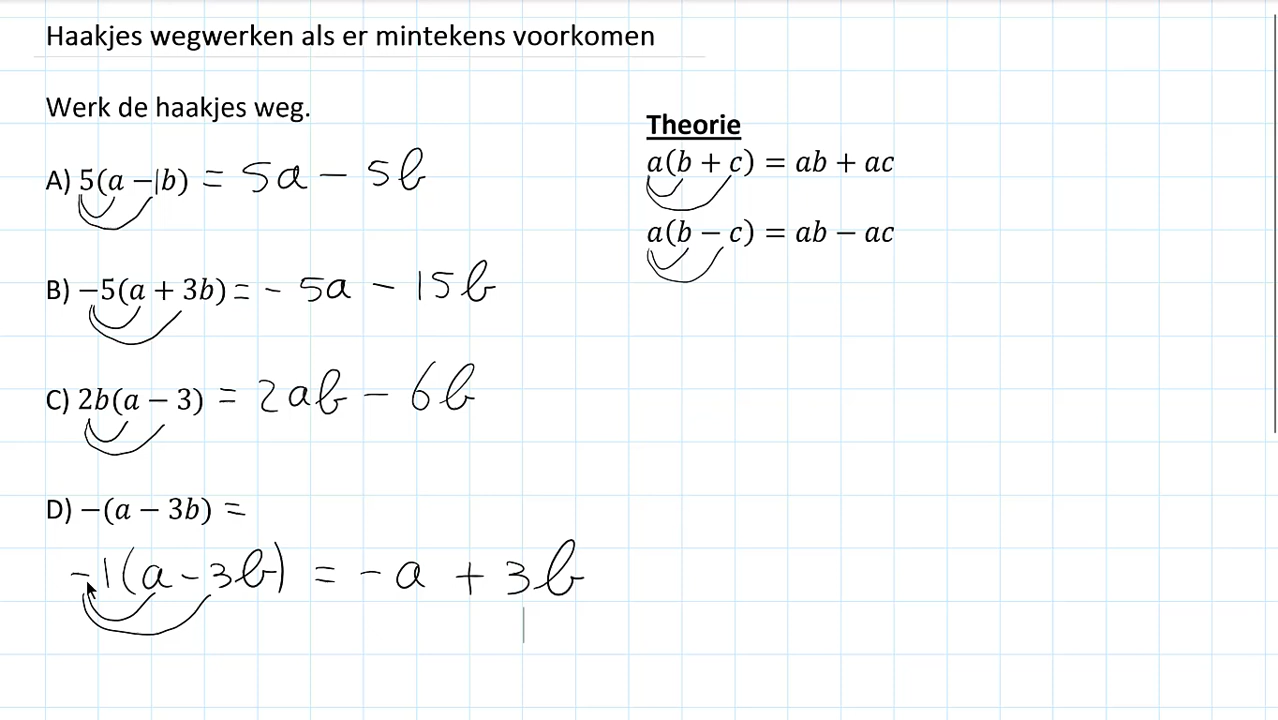 Haakjes wegwerken als er mintekens voorkomen
Werk de haakjes weg.
A) 5(a − 1b) = 5a − 5b
B) −5(a + 3b) = - 5a − 15b
C) 2b(a − 3) = 2ab − 6b
D) −(a − 3b) =
-1(a - 3b) = -a + 3b
Theorie
a(b + c) = ab + ac
a(b − c) = ab − ac